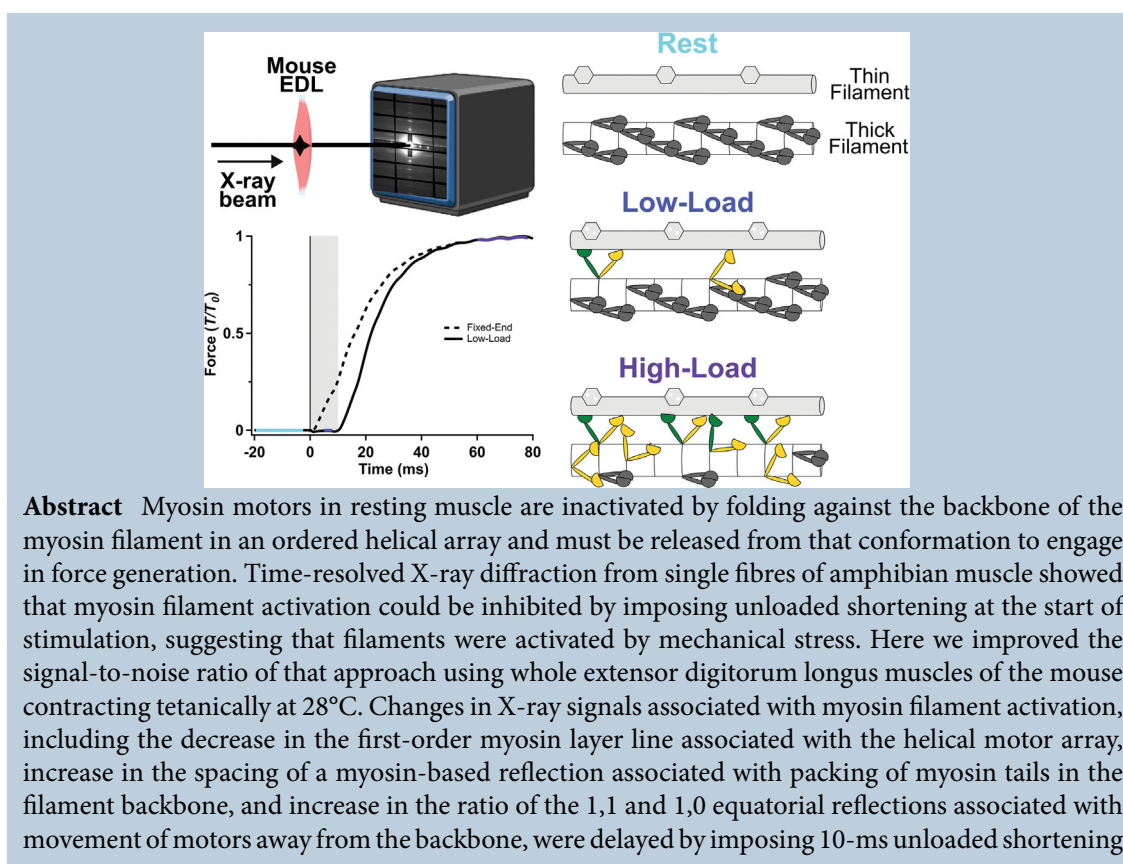 Mouse
EDL
X-ray
beam
Rest
Thin
Filament
Thick
Filament
Low-Load
High-Load
Force (T/T₀)
1
0.5
0
-20
0
20
40
60
80
Time (ms)
Fixed-End
Low-Load
Abstract Myosin motors in resting muscle are inactivated by folding against the backbone of the
myosin filament in an ordered helical array and must be released from that conformation to engage
in force generation. Time-resolved X-ray diffraction from single fibres of amphibian muscle showed
that myosin filament activation could be inhibited by imposing unloaded shortening at the start of
stimulation, suggesting that filaments were activated by mechanical stress. Here we improved the
signal-to-noise ratio of that approach using whole extensor digitorum longus muscles of the mouse
contracting tetanically at 28°C. Changes in X-ray signals associated with myosin filament activation,
including the decrease in the first-order myosin layer line associated with the helical motor array,
increase in the spacing of a myosin-based reflection associated with packing of myosin tails in the
filament backbone, and increase in the ratio of the 1,1 and 1,0 equatorial reflections associated with
movement of motors away from the backbone, were delayed by imposing 10-ms unloaded shortening